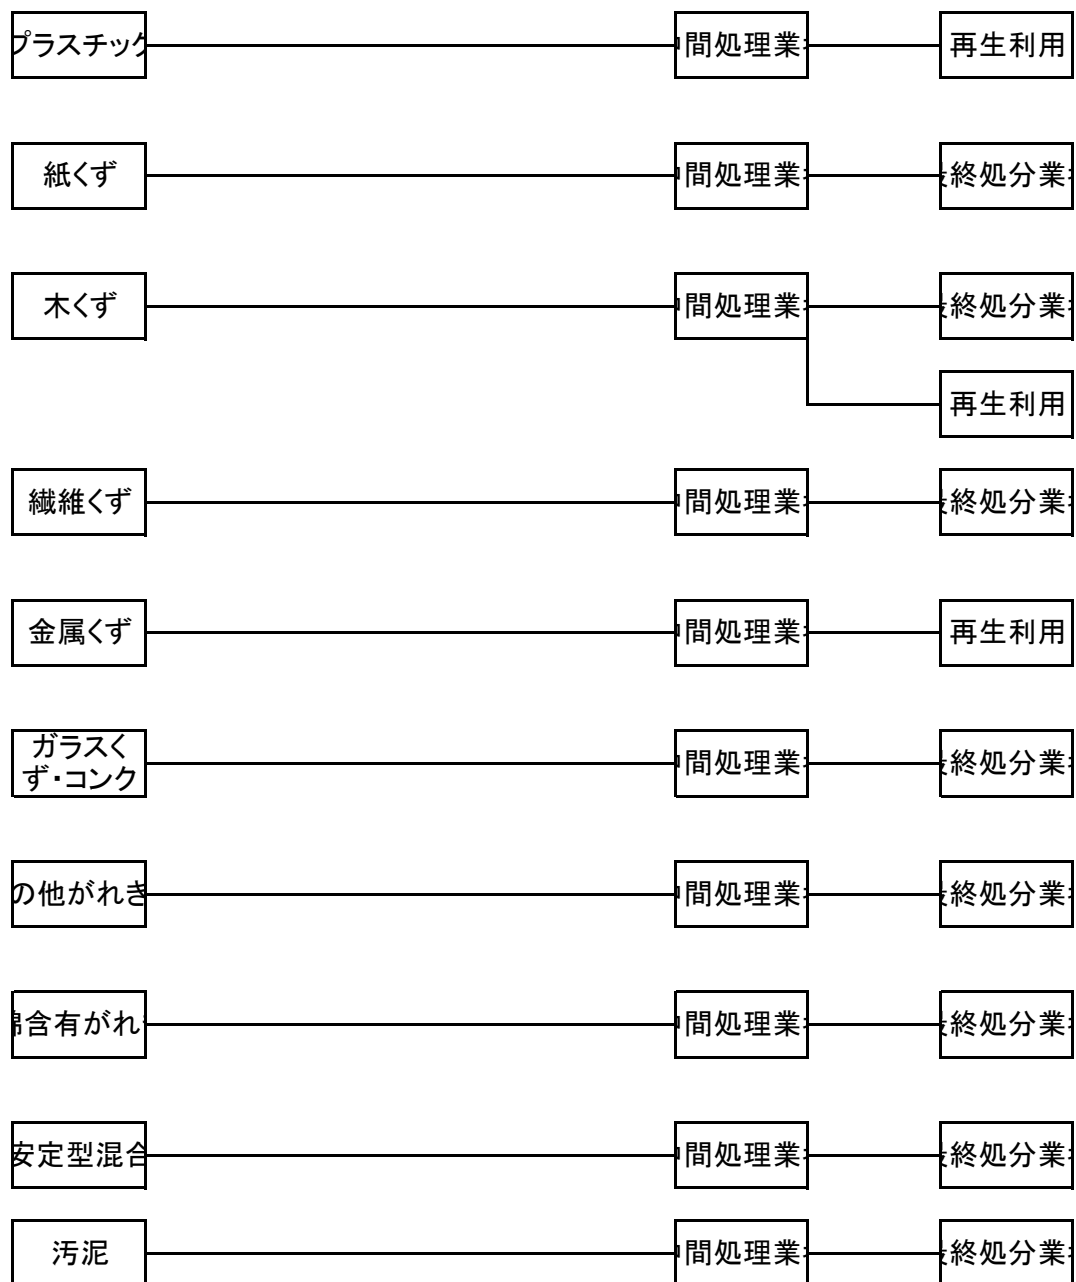 プラスチック
間処理業
再生利用
紙くず
間処理業
終処分業
木くず
間処理業
終処分業
再生利用
繊維くず
間処理業
終処分業
金属くず
間処理業
再生利用
ガラスく
ず・コンク
間処理業
終処分業
の他がれき
間処理業
終処分業
含有がれ
間処理業
終処分業
安定型混合
間処理業
終処分業
汚泥
間処理業
終処分業